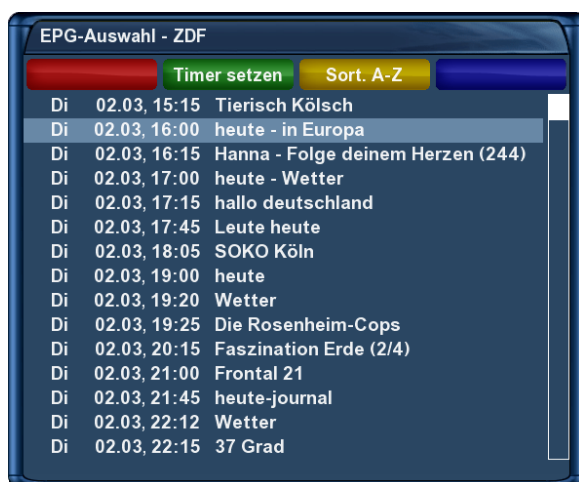 EPG-Auswahl - ZDF
Timer setzen Sort. A-Z
Di 02.03, 15:15 Tierisch Kölsch
Di 02.03, 16:00 heute - in Europa
Di 02.03, 16:15 Hanna - Folge deinem Herzen (244)
Di 02.03, 17:00 heute - Wetter
Di 02.03, 17:15 hallo deutschland
Di 02.03, 17:45 Leute heute
Di 02.03, 18:05 SOKO Köln
Di 02.03, 19:00 heute
Di 02.03, 19:20 Wetter
Di 02.03, 19:25 Die Rosenheim-Cops
Di 02.03, 20:15 Faszination Erde (2/4)
Di 02.03, 21:00 Frontal 21
Di 02.03, 21:45 heute-journal
Di 02.03, 22:12 Wetter
Di 02.03, 22:15 37 Grad